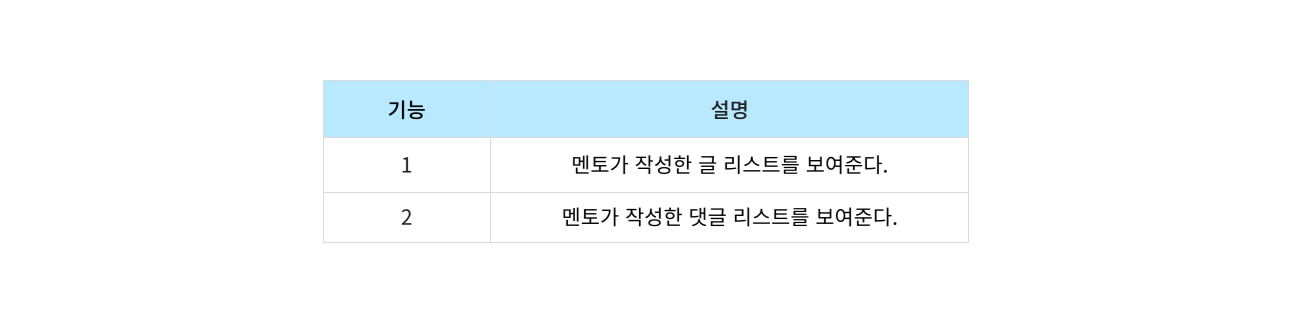 기능 설명
1 멘토가 작성한 글 리스트를 보여준다.
2 멘토가 작성한 댓글 리스트를 보여준다.